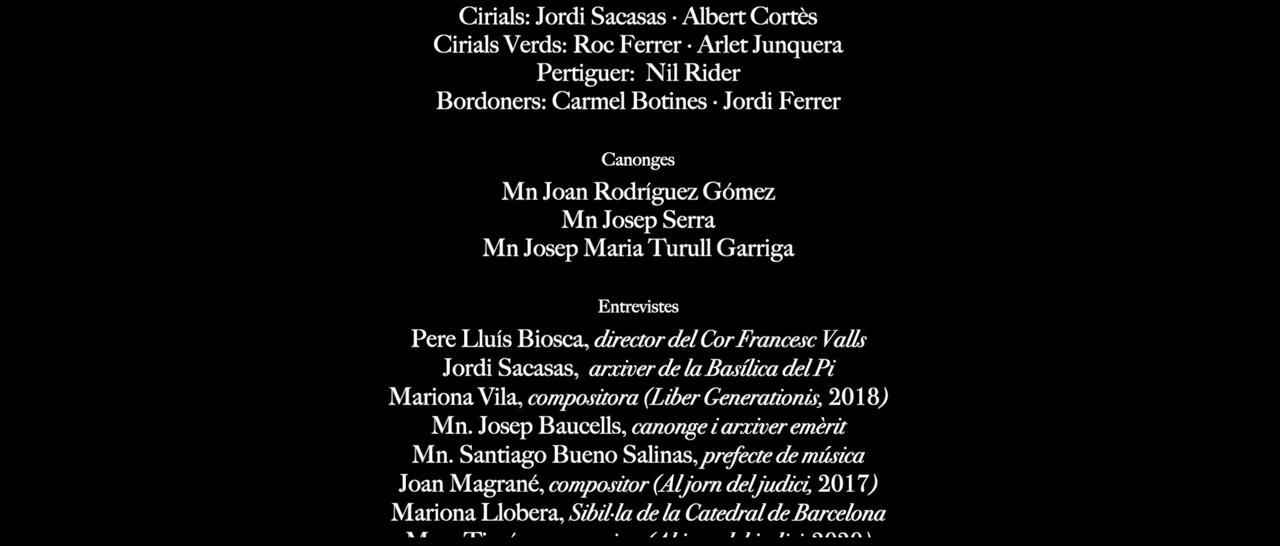 Cirials: Jordi Sacasas · Albert Cortès
Cirials Verds: Roc Ferrer · Arlet Junquera
Pertiguer: Nil Rider
Bordoners: Carmel Botines · Jordi Ferrer
Canonges
Mn Joan Rodríguez Gómez
Mn Josep Serra
Mn Josep Maria Turull Garriga
Entrevistes
Pere Lluís Biosca, director del Cor Francesc Valls
Jordi Sacasas, arxiver de la Basílica del Pi
Mariona Vila, compositora (Liber Generationis, 2018)
Mn. Josep Baucells, canonge i arxiver emèrit
Mn. Santiago Bueno Salinas, prefecte de música
Joan Magrané, compositor (Al jorn del judici, 2017)
Mariona Llobera, Sibil·la de la Catedral de Barcelona